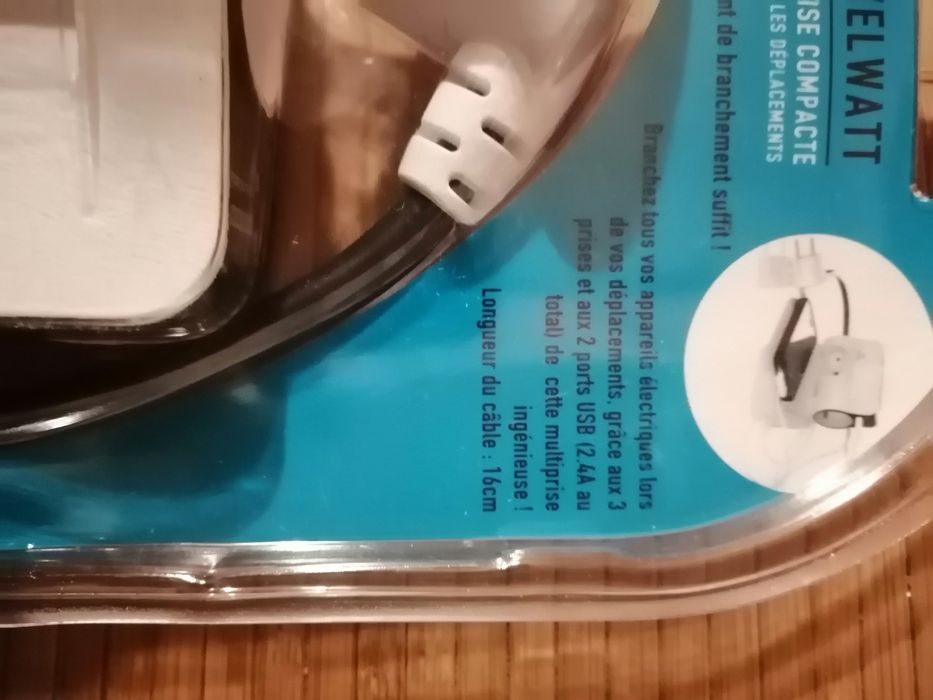 ELWATT
ISE COMPACTE
LES DÉPLACEMENTS
nt de branchement suffit !
Branchez tous vos appareils électriques lors
de vos déplacements, grâce aux 3
prises et aux 2 ports USB (2.4A au
total) de cette multiprise
ingénieuse !
Longueur du câble : 16cm